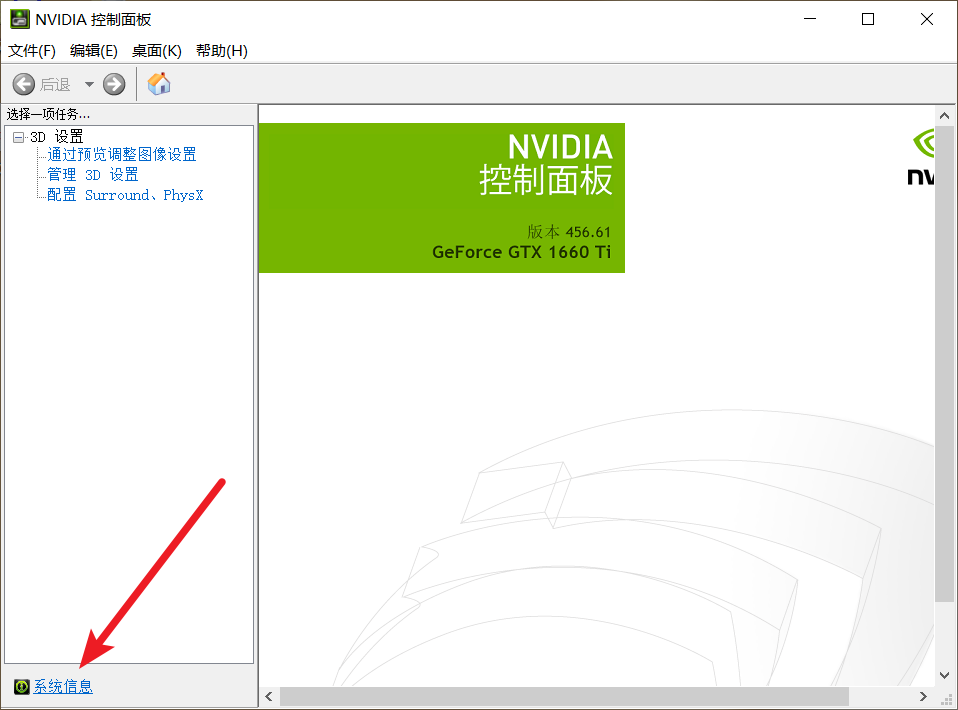 NVIDIA 控制面板
文件(F) 编辑(E) 桌面(K) 帮助(H)
后退
选择一项任务...
3D 设置
通过预览调整图像设置
管理 3D 设置
配置 Surround、PhysX
系统信息
NVIDIA
控制面板
版本 456.61
GeForce GTX 1660 Ti